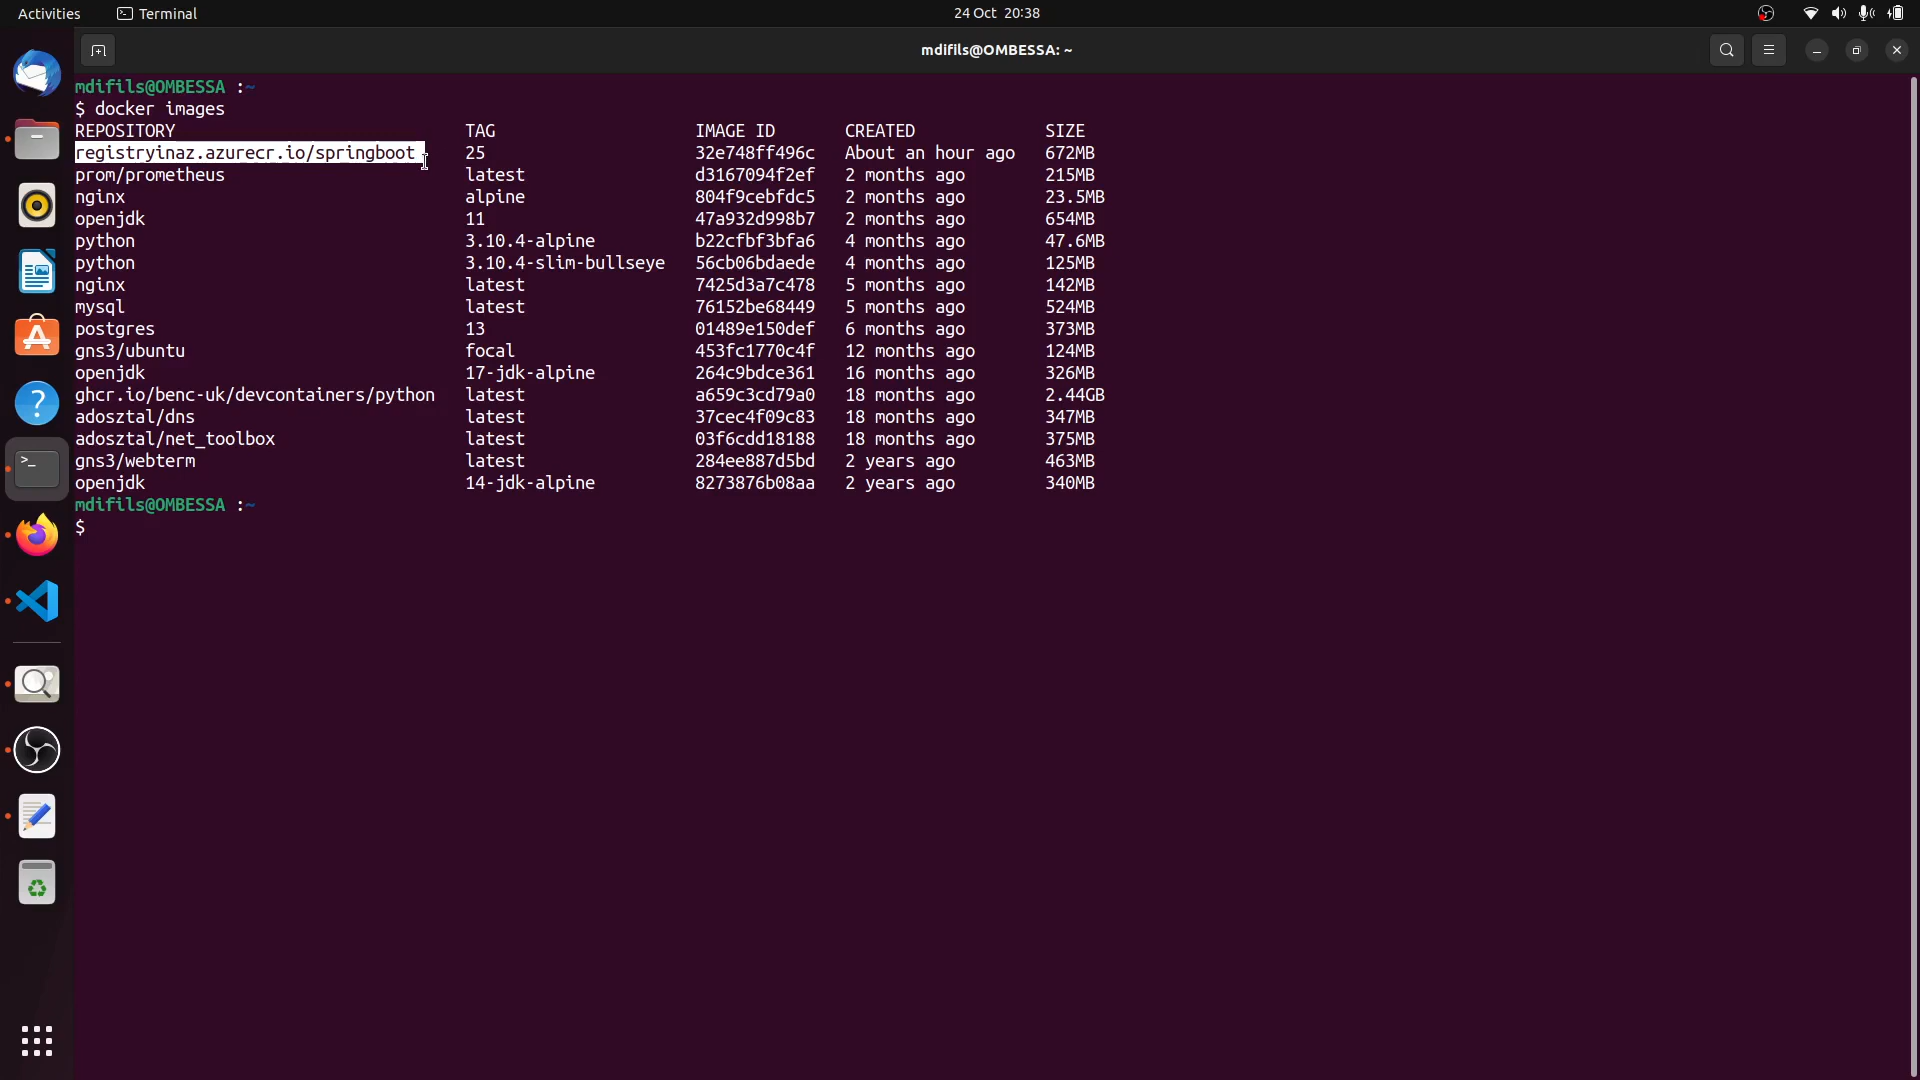 Activities Terminal 24 Oct 20:38
mdifils@OMBESSA: ~
mdifils@OMBESSA :~
$ docker images
REPOSITORY TAG IMAGE ID CREATED SIZE
registryinaz.azurecr.io/springboot 25 32e748ff496c About an hour ago 672MB
prom/prometheus latest d3167094f2ef 2 months ago 215MB
nginx alpine 804f9cebfdc5 2 months ago 23.5MB
openjdk 11 47a932d998b7 2 months ago 654MB
python 3.10.4-alpine b22cfbf3bfa6 4 months ago 47.6MB
python 3.10.4-slim-bullseye 56cb06bdaede 4 months ago 125MB
nginx latest 7425d3a7c478 5 months ago 142MB
mysql latest 76152be68449 5 months ago 524MB
postgres 13 01489e150def 6 months ago 373MB
gns3/ubuntu focal 453fc1770c4f 12 months ago 124MB
openjdk 17-jdk-alpine 264c9bdce361 16 months ago 326MB
ghcr.io/benc-uk/devcontainers/python latest a659c3cd79a0 18 months ago 2.44GB
adosztal/dns latest 37cec4f09c83 18 months ago 347MB
adosztal/net_toolbox latest 03f6cdd18188 18 months ago 375MB
gns3/webterm latest 284ee887d5bd 2 years ago 463MB
openjdk 14-jdk-alpine 8273876b08aa 2 years ago 340MB
mdifils@OMBESSA :~
$